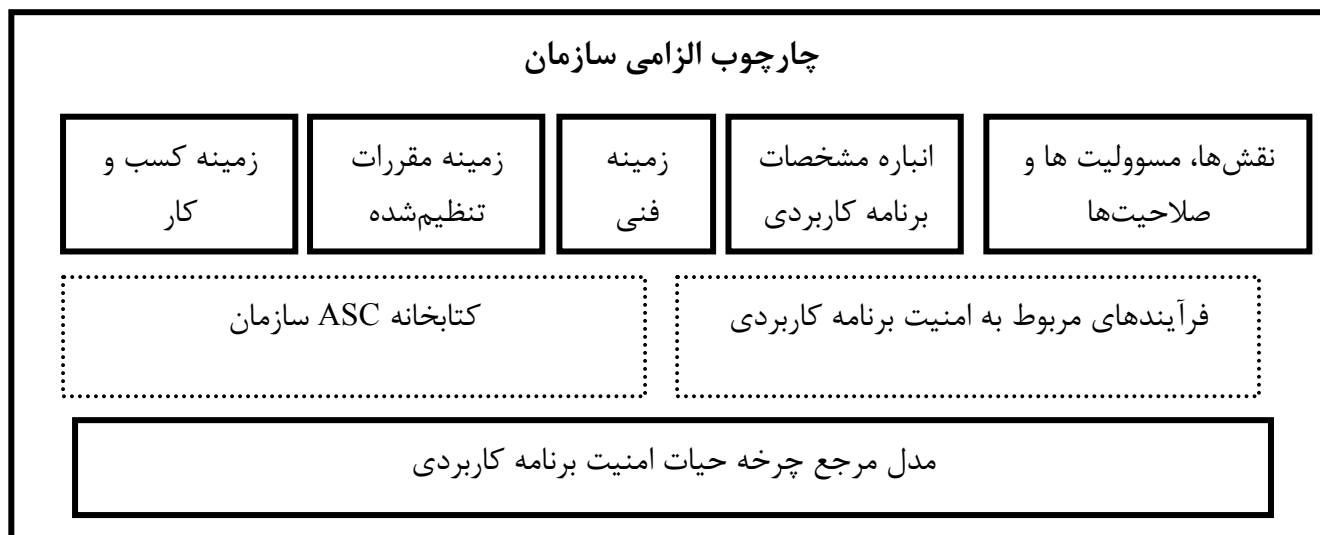 چارچوب الزامی سازمان
نقش‌ها، مسوولیت ها و
صلاحیت‌ها
انباره مشخصات
برنامه کاربردی
زمینه
فنی
زمینه مقررات
تنظیم‌شده
زمینه کسب و
کار
فرآیندهای مربوط به امنیت برنامه کاربردی
کتابخانه ASC سازمان
مدل مرجع چرخه حیات امنیت برنامه کاربردی